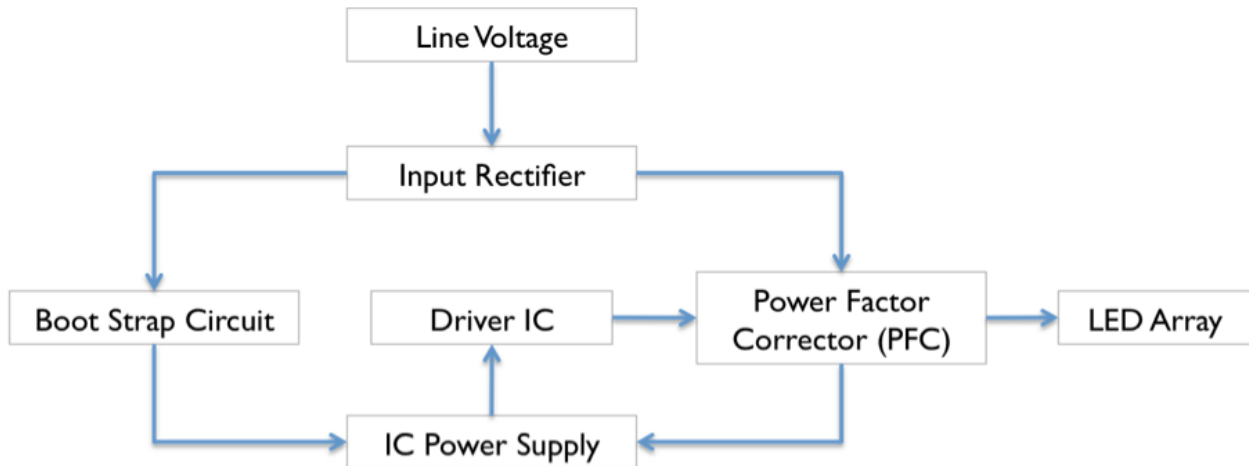 Line Voltage
Input Rectifier
Boot Strap Circuit
Driver IC
Power Factor
Corrector (PFC)
LED Array
IC Power Supply